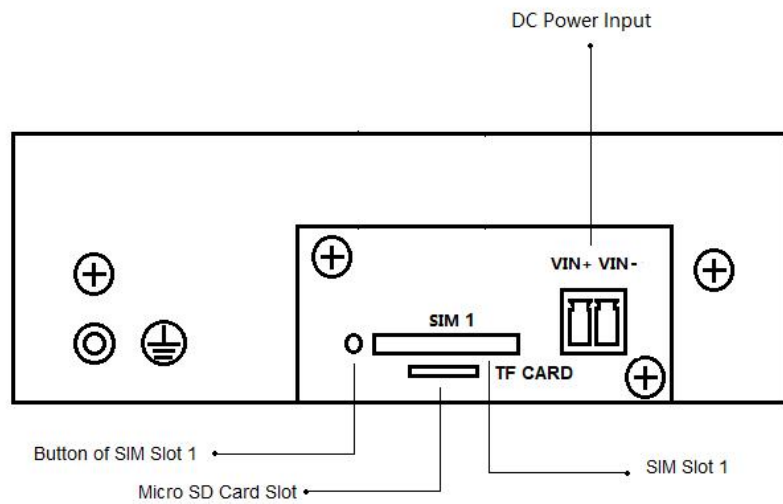 DC Power Input
VIN+ VIN-
SIM 1
TF CARD
Button of SIM Slot 1
SIM Slot 1
Micro SD Card Slot